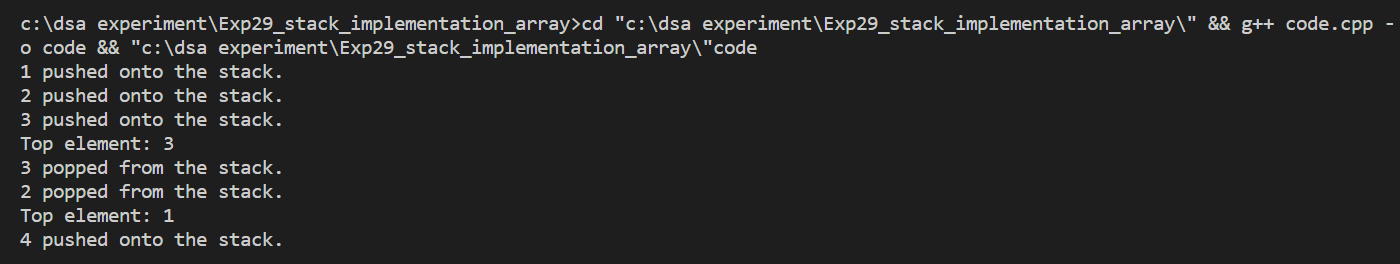 c:\dsa experiment\Exp29_stack_implementation_array>cd "c:\dsa experiment\Exp29_stack_implementation_array\" && g++ code.cpp -
o code && "c:\dsa experiment\Exp29_stack_implementation_array\"code
1 pushed onto the stack.
2 pushed onto the stack.
3 pushed onto the stack.
Top element: 3
3 popped from the stack.
2 popped from the stack.
Top element: 1
4 pushed onto the stack.